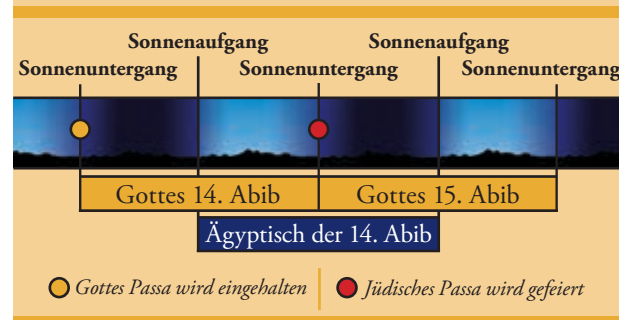 Sonnenaufgang Sonnenaufgang
Sonnenuntergang Sonnenuntergang Sonnenuntergang
Gottes 14. Abib Gottes 15. Abib
Ägyptisch der 14. Abib
Gottes Passa wird eingehalten Jüdisches Passa wird gefeiert